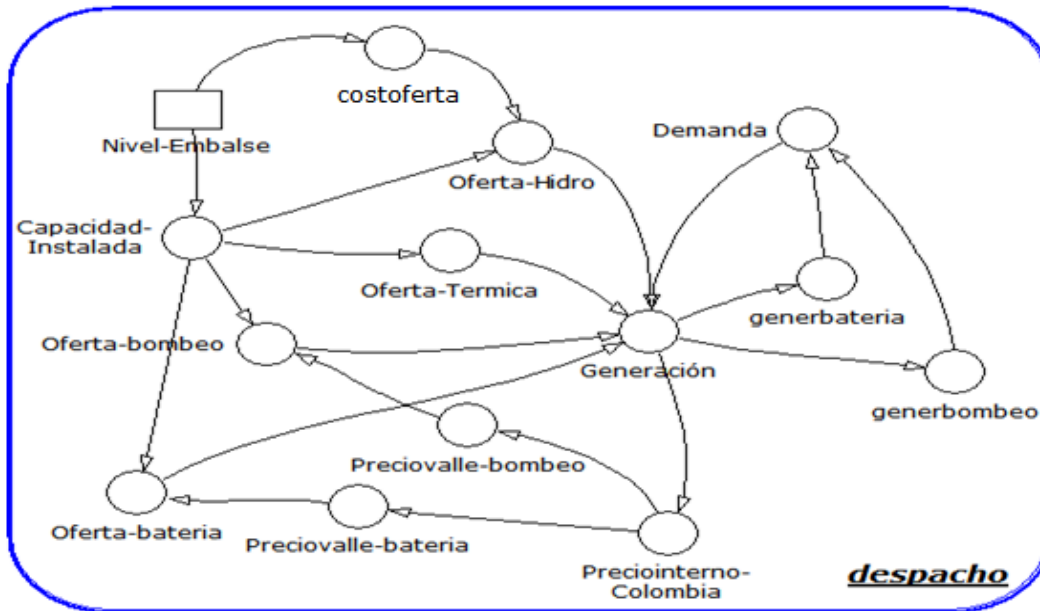 costoferta
Nivel-Embalse
Demanda
Oferta-Hidro
Capacidad-
Instalada
Oferta-Termica
generbateria
Oferta-bombeo
Generación
generbombeo
Preciovalle-bombeo
Oferta-bateria
Preciovalle-bateria
Preciointerno-
Colombia
despacho